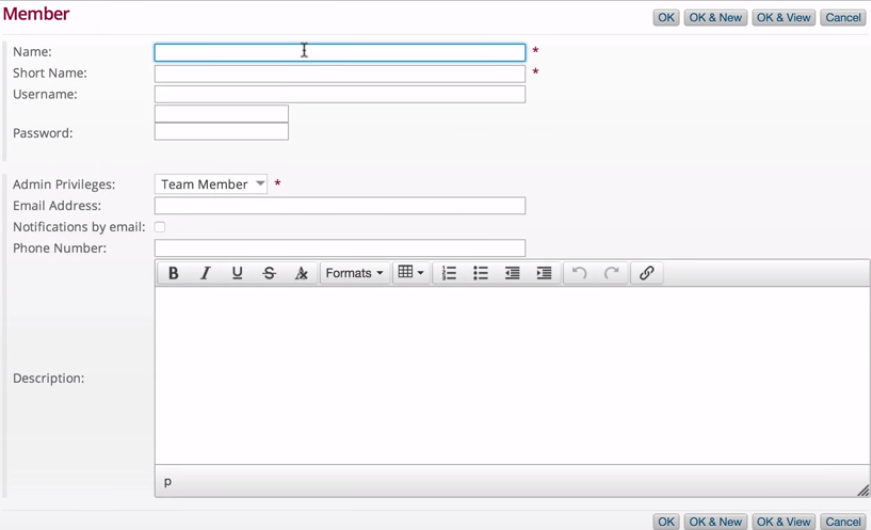 Member
OK OK & New OK & View Cancel
Name: *
Short Name: *
Username:
Password:
Admin Privileges: Team Member *
Email Address:
Notifications by email:
Phone Number:
B I U S A Formats
Description:
p
OK OK & New OK & View Cancel